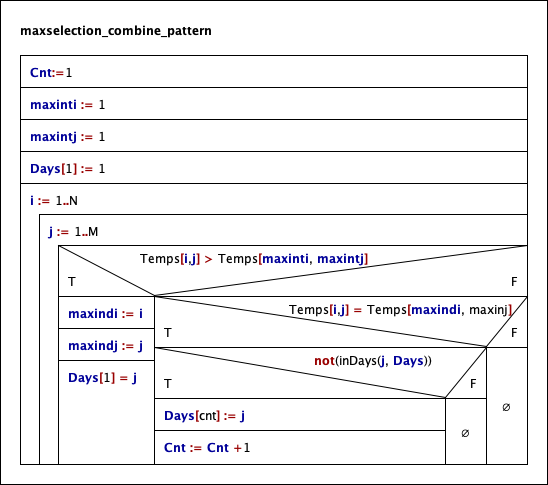 maxselection_combine_pattern
Cnt:=1
maxinti := 1
maxintj := 1
Days[1] := 1
i := 1..N
j := 1..M
Temps[i,j] > Temps[maxinti, maxintj]
T
F
maxindi := i
Temps[i,j] = Temps[maxindi, maxinj]
T
F
maxindj := j
Days[1] = j
not(inDays(j, Days))
T
F
Days[cnt] := j
∅
∅
Cnt := Cnt +1